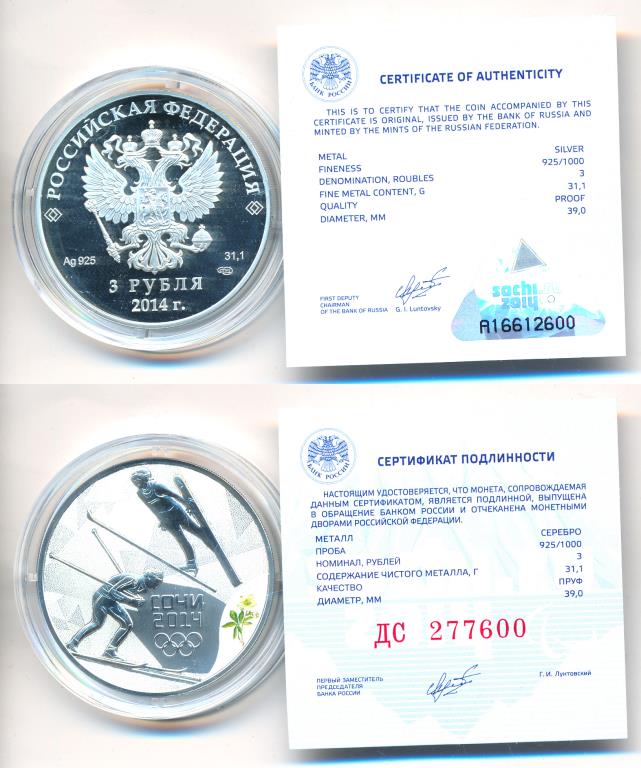 РОССИЙСКАЯ ФЕДЕРАЦИЯ
Ag 925
31,1
3 РУБЛЯ
2014 г.
БАНК РОССИИ
CERTIFICATE OF AUTHENTICITY
THIS IS TO CERTIFY THAT THE COIN ACCOMPANIED BY THIS
CERTIFICATE IS ORIGINAL, ISSUED BY THE BANK OF RUSSIA AND
MINTED BY THE MINTS OF THE RUSSIAN FEDERATION.
METAL SILVER
FINENESS 925/1000
DENOMINATION, ROUBLES 3
FINE METAL CONTENT, G 31,1
QUALITY PROOF
DIAMETER, MM 39,0
FIRST DEPUTY
CHAIRMAN
OF THE BANK OF RUSSIA G. I. Luntovsky
sochi
2014
A16612600
СОЧИ
2014
БАНК РОССИИ
СЕРТИФИКАТ ПОДЛИННОСТИ
НАСТОЯЩИМ УДОСТОВЕРЯЕТСЯ, ЧТО МОНЕТА, СОПРОВОЖДАЕМАЯ
ДАННЫМ СЕРТИФИКАТОМ, ЯВЛЯЕТСЯ ПОДЛИННОЙ, ВЫПУЩЕНА
В ОБРАЩЕНИЕ БАНКОМ РОССИИ И ОТЧЕКАНЕНА МОНЕТНЫМИ
ДВОРАМИ РОССИЙСКОЙ ФЕДЕРАЦИИ.
МЕТАЛЛ СЕРЕБРО
ПРОБА 925/1000
НОМИНАЛ, РУБЛЕЙ 3
СОДЕРЖАНИЕ ЧИСТОГО МЕТАЛЛА, Г 31,1
КАЧЕСТВО ПРУФ
ДИАМЕТР, ММ 39,0
ДС 277600
ПЕРВЫЙ ЗАМЕСТИТЕЛЬ
ПРЕДСЕДАТЕЛЯ
БАНКА РОССИИ
Г. И. Лунтовский